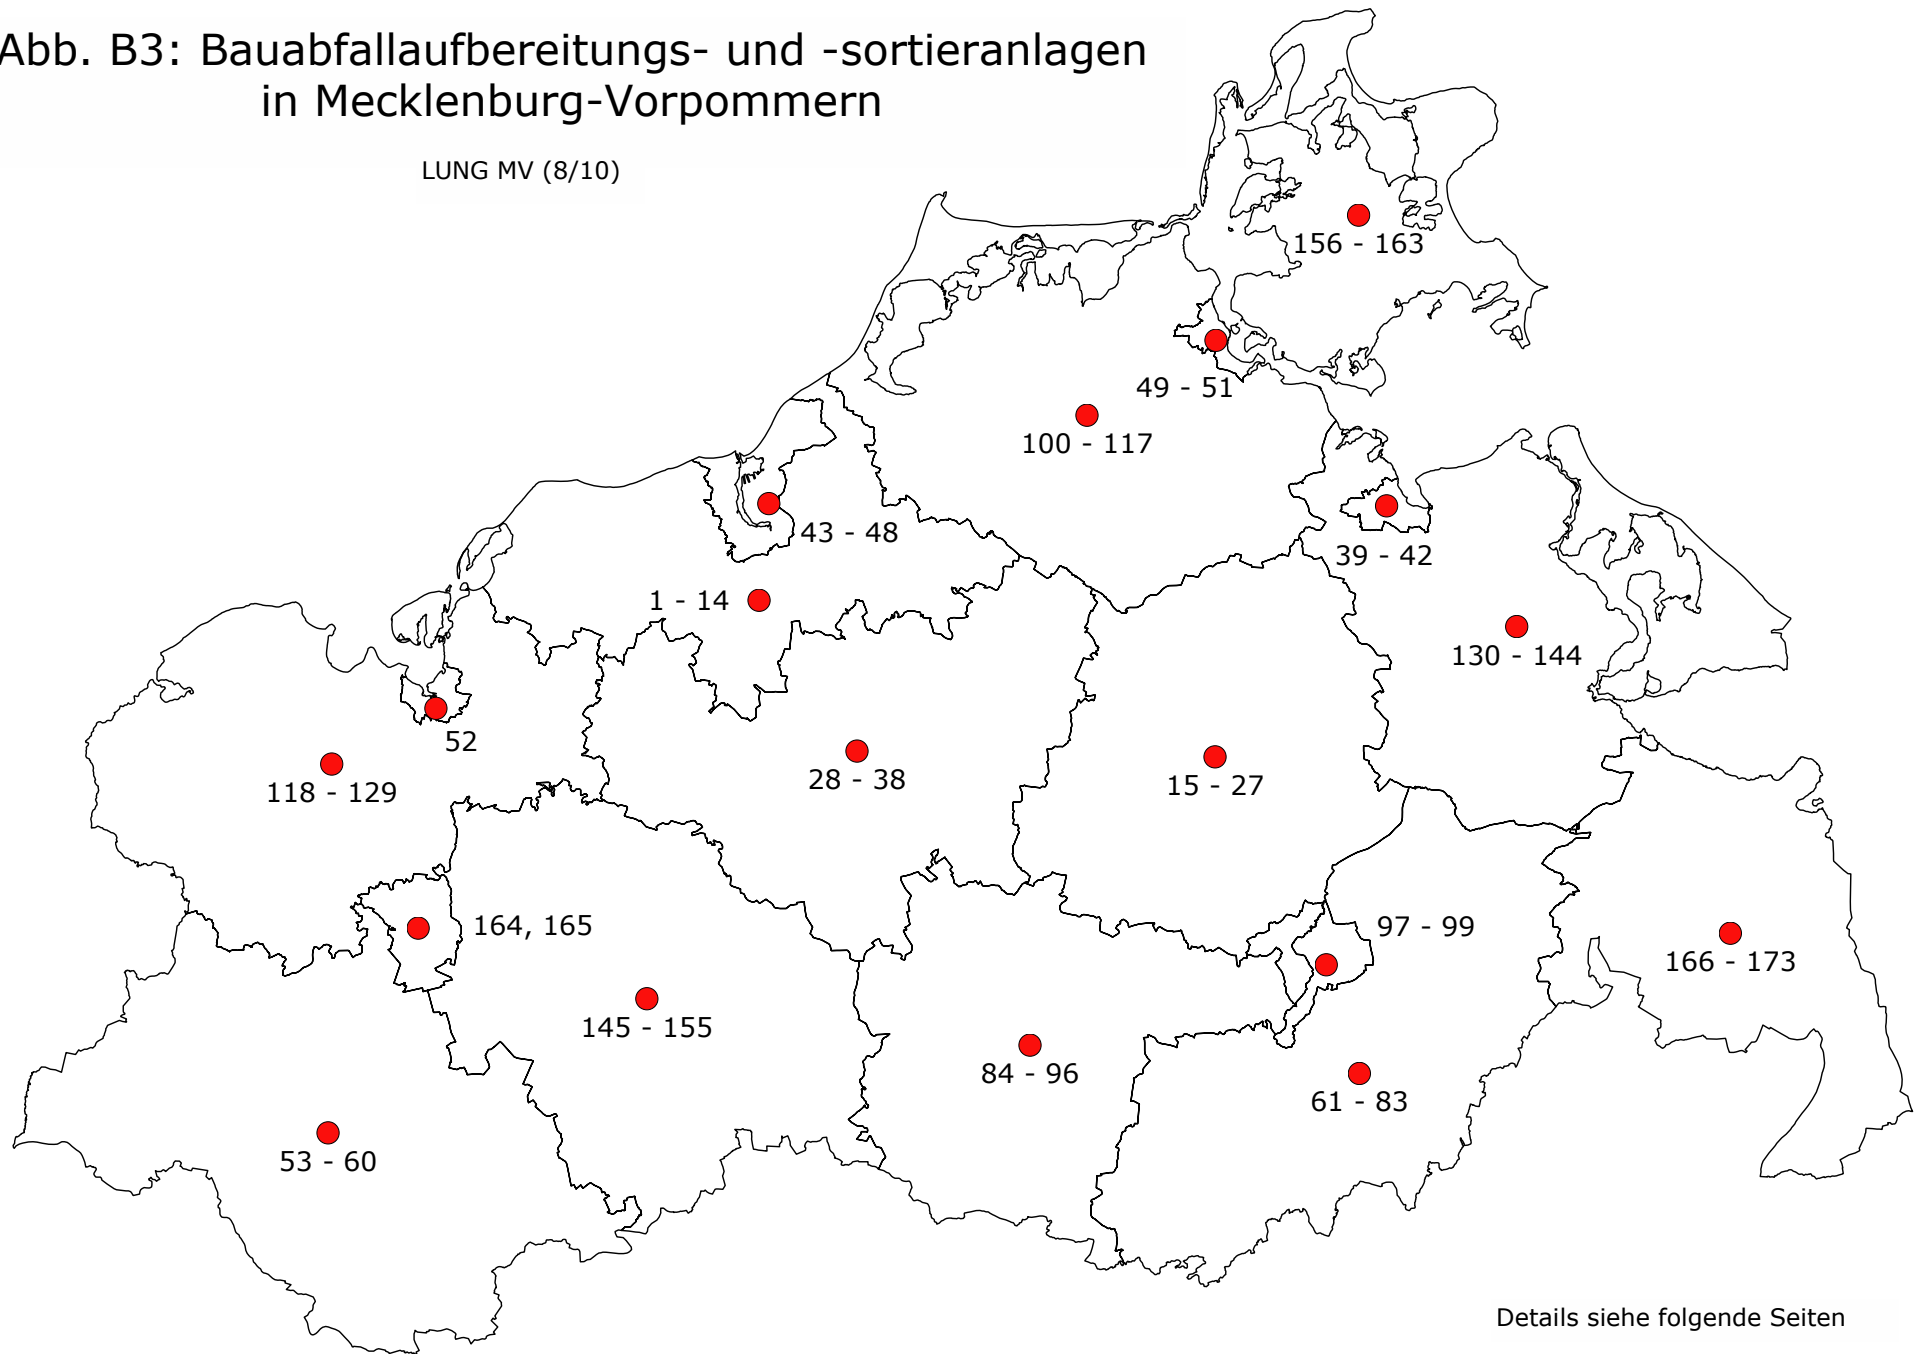 Abb. B3: Bauabfallaufbereitungs- und -sortieranlagen
in Mecklenburg-Vorpommern
LUNG MV (8/10)
156 - 163
49 - 51
100 - 117
43 - 48
39 - 42
1 - 14
130 - 144
52
118 - 129
28 - 38
15 - 27
164, 165
97 - 99
166 - 173
145 - 155
84 - 96
61 - 83
53 - 60
Details siehe folgende Seiten